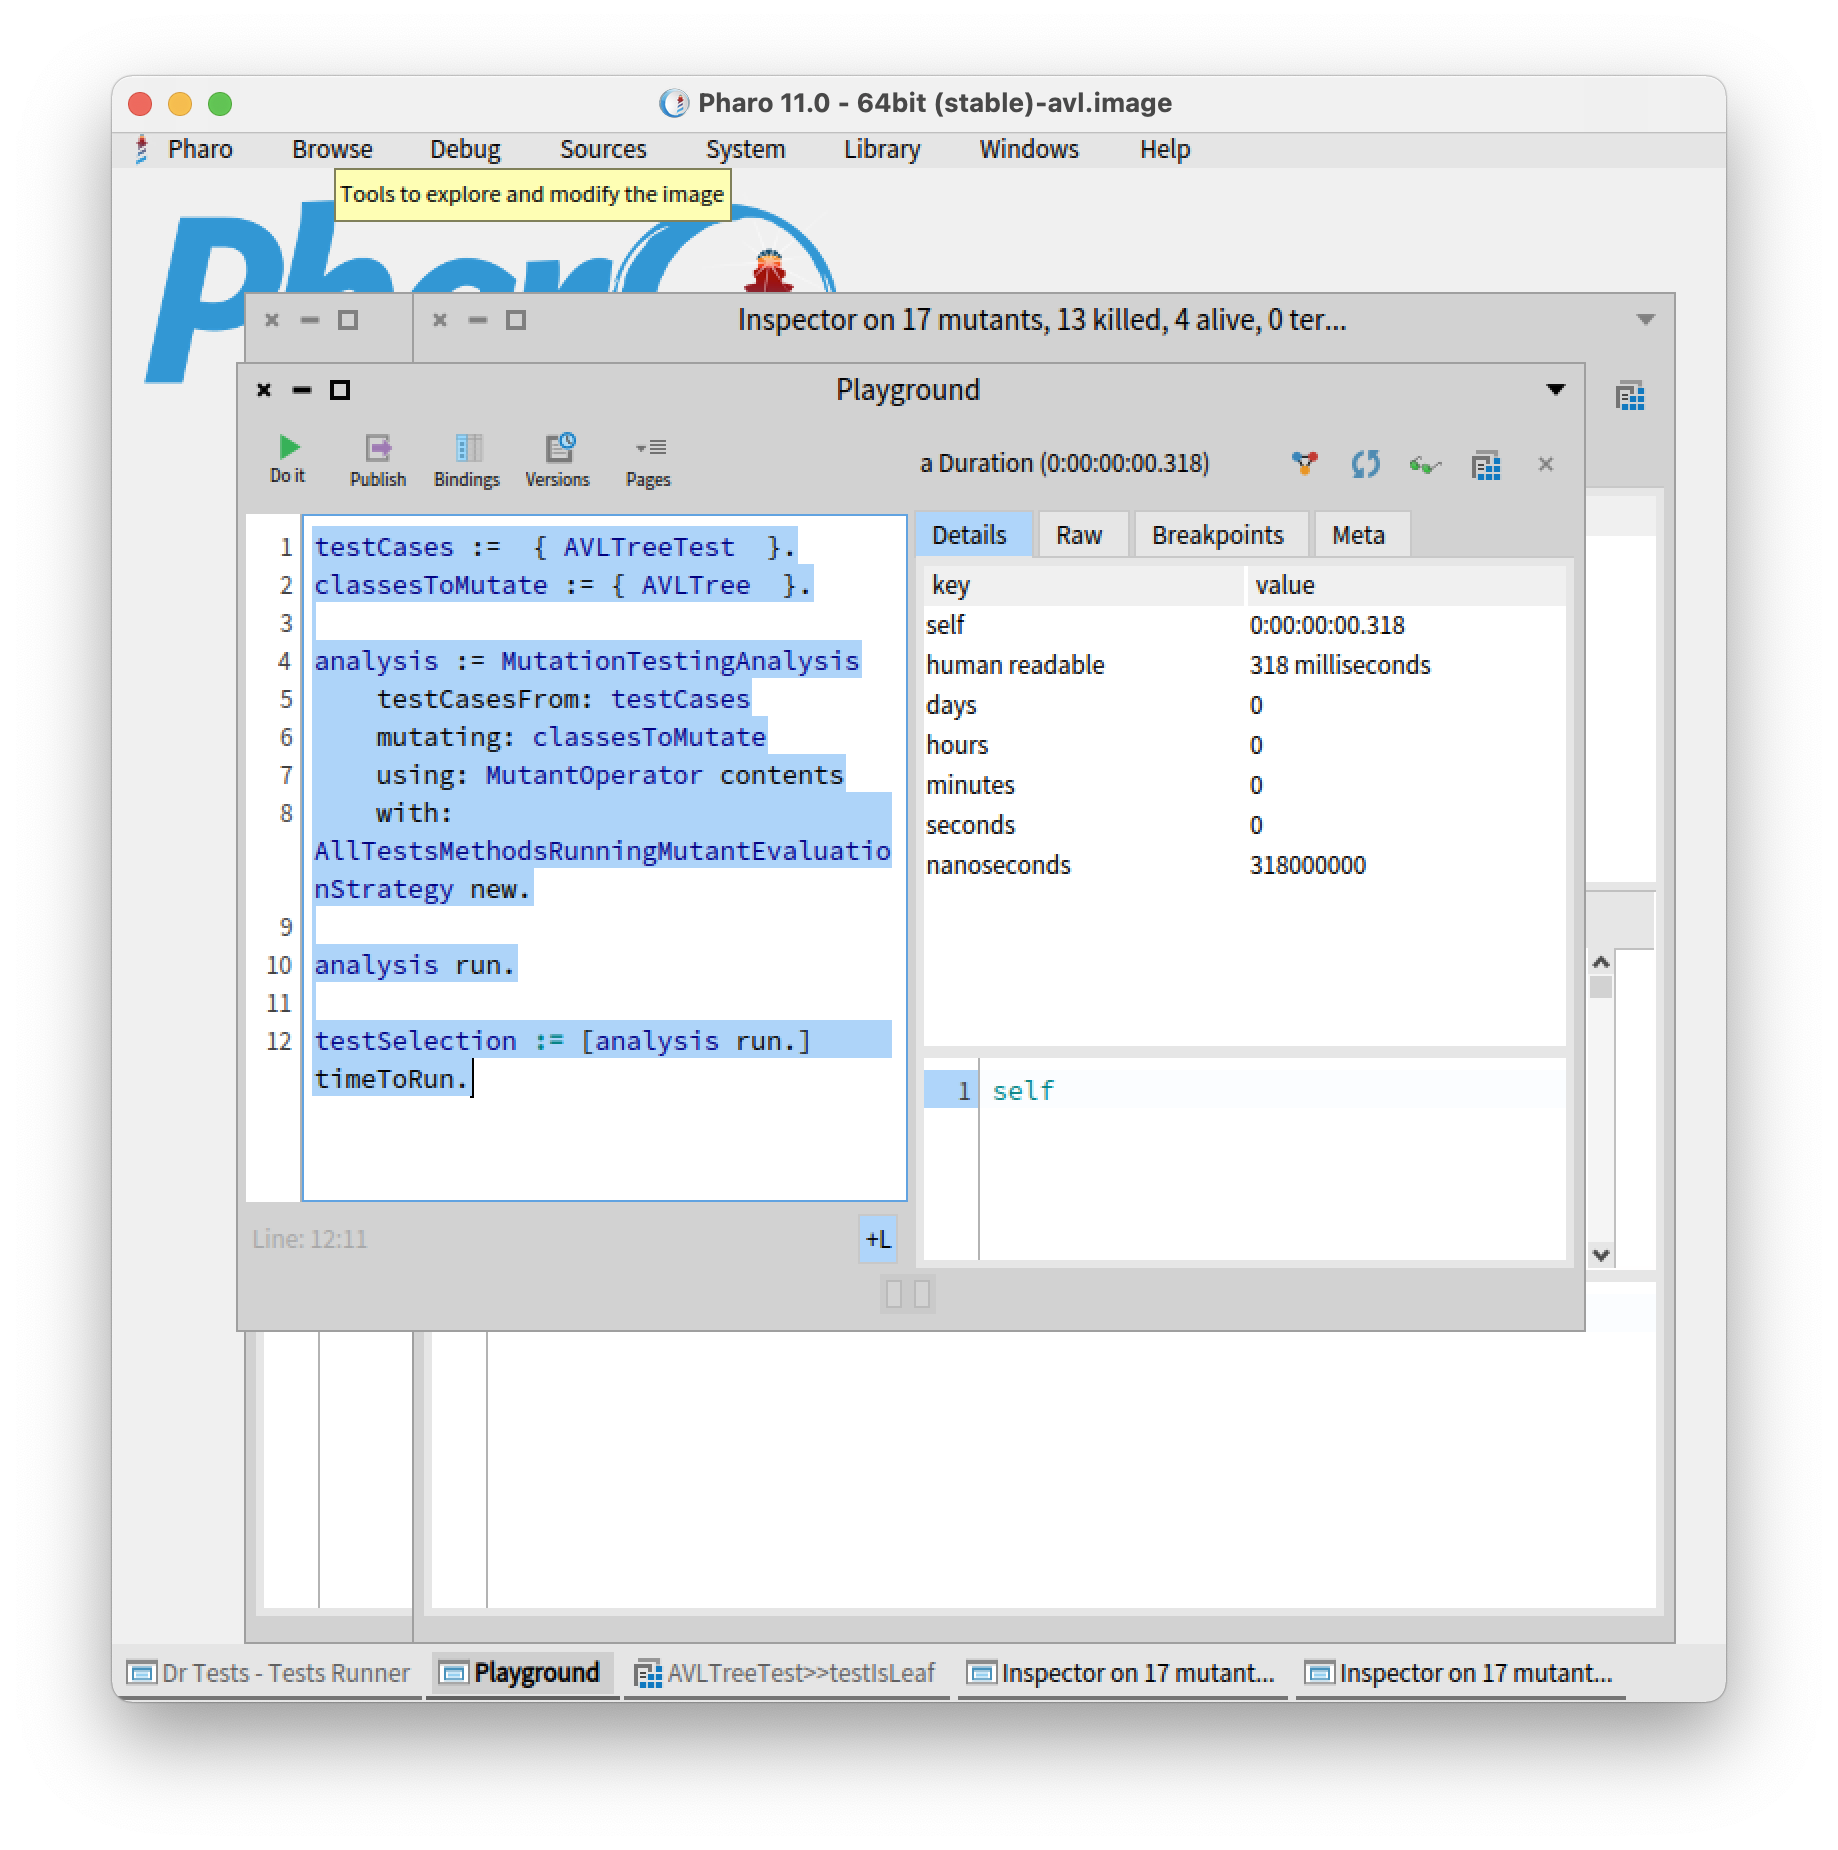 Pharo 11.0 - 64bit (stable)-avl.image
Pharo Browse Debug Sources System Library Windows Help
Tools to explore and modify the image
Pharo
Inspector on 17 mutants, 13 killed, 4 alive, 0 ter...
Playground
Do it Publish Bindings Versions Pages
a Duration (0:00:00:00.318)
1 testCases :=  { AVLTreeTest  }.
2 classesToMutate := { AVLTree  }.
3
4 analysis := MutationTestingAnalysis
5 testCasesFrom: testCases
6 mutating: classesToMutate
7 using: MutantOperator contents
8 with:
AllTestsMethodsRunningMutantEvaluatio
nStrategy new.
9
10 analysis run.
11
12 testSelection := [analysis run.]
timeToRun.
Line: 12:11
+L
Details Raw Breakpoints Meta
key value
self 0:00:00:00.318
human readable 318 milliseconds
days 0
hours 0
minutes 0
seconds 0
nanoseconds 318000000
1 self
Dr Tests - Tests Runner
Playground
AVLTreeTest>>testIsLeaf
Inspector on 17 mutant...
Inspector on 17 mutant...